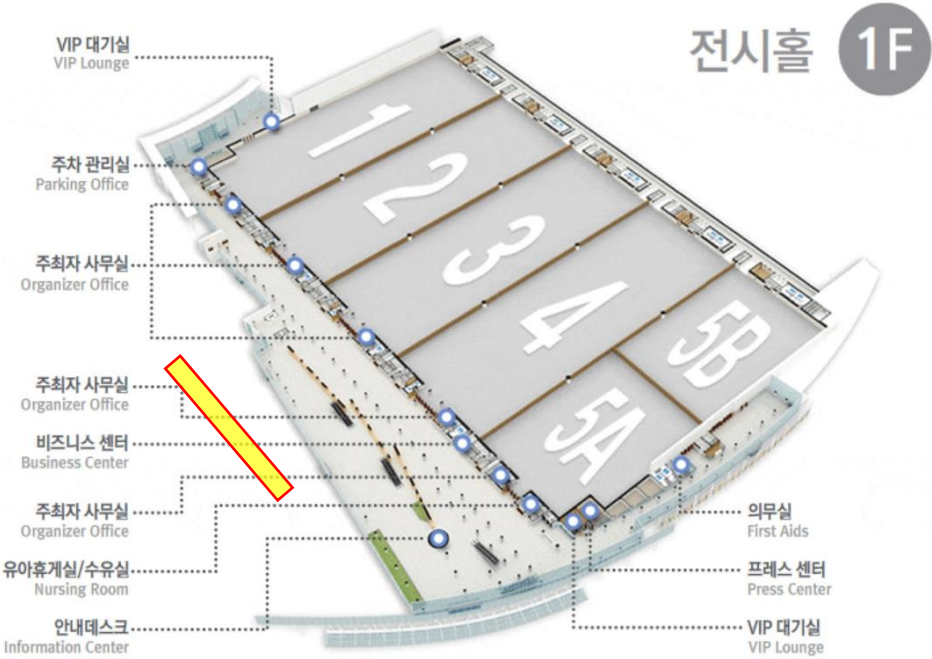 전시홀 1F
VIP 대기실
VIP Lounge
주차 관리실
Parking Office
주최자 사무실
Organizer Office
주최자 사무실
Organizer Office
비즈니스 센터
Business Center
주최자 사무실
Organizer Office
유아휴게실/수유실
Nursing Room
안내데스크
Information Center
1
2
3
4
5B
5A
의무실
First Aids
프레스 센터
Press Center
VIP 대기실
VIP Lounge